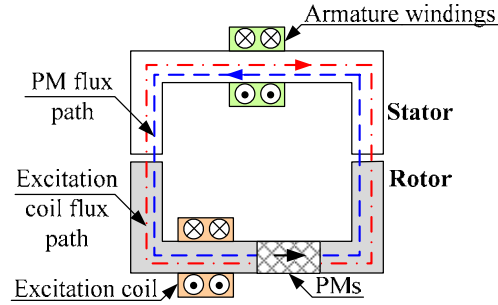 Armature windings
PM flux
path
Stator
Rotor
Excitation
coil flux
path
Excitation coil
PMs